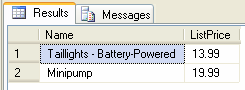 Results Messages
Name ListPrice
1 Taillights - Battery-Powered 13.99
2 Minipump 19.99